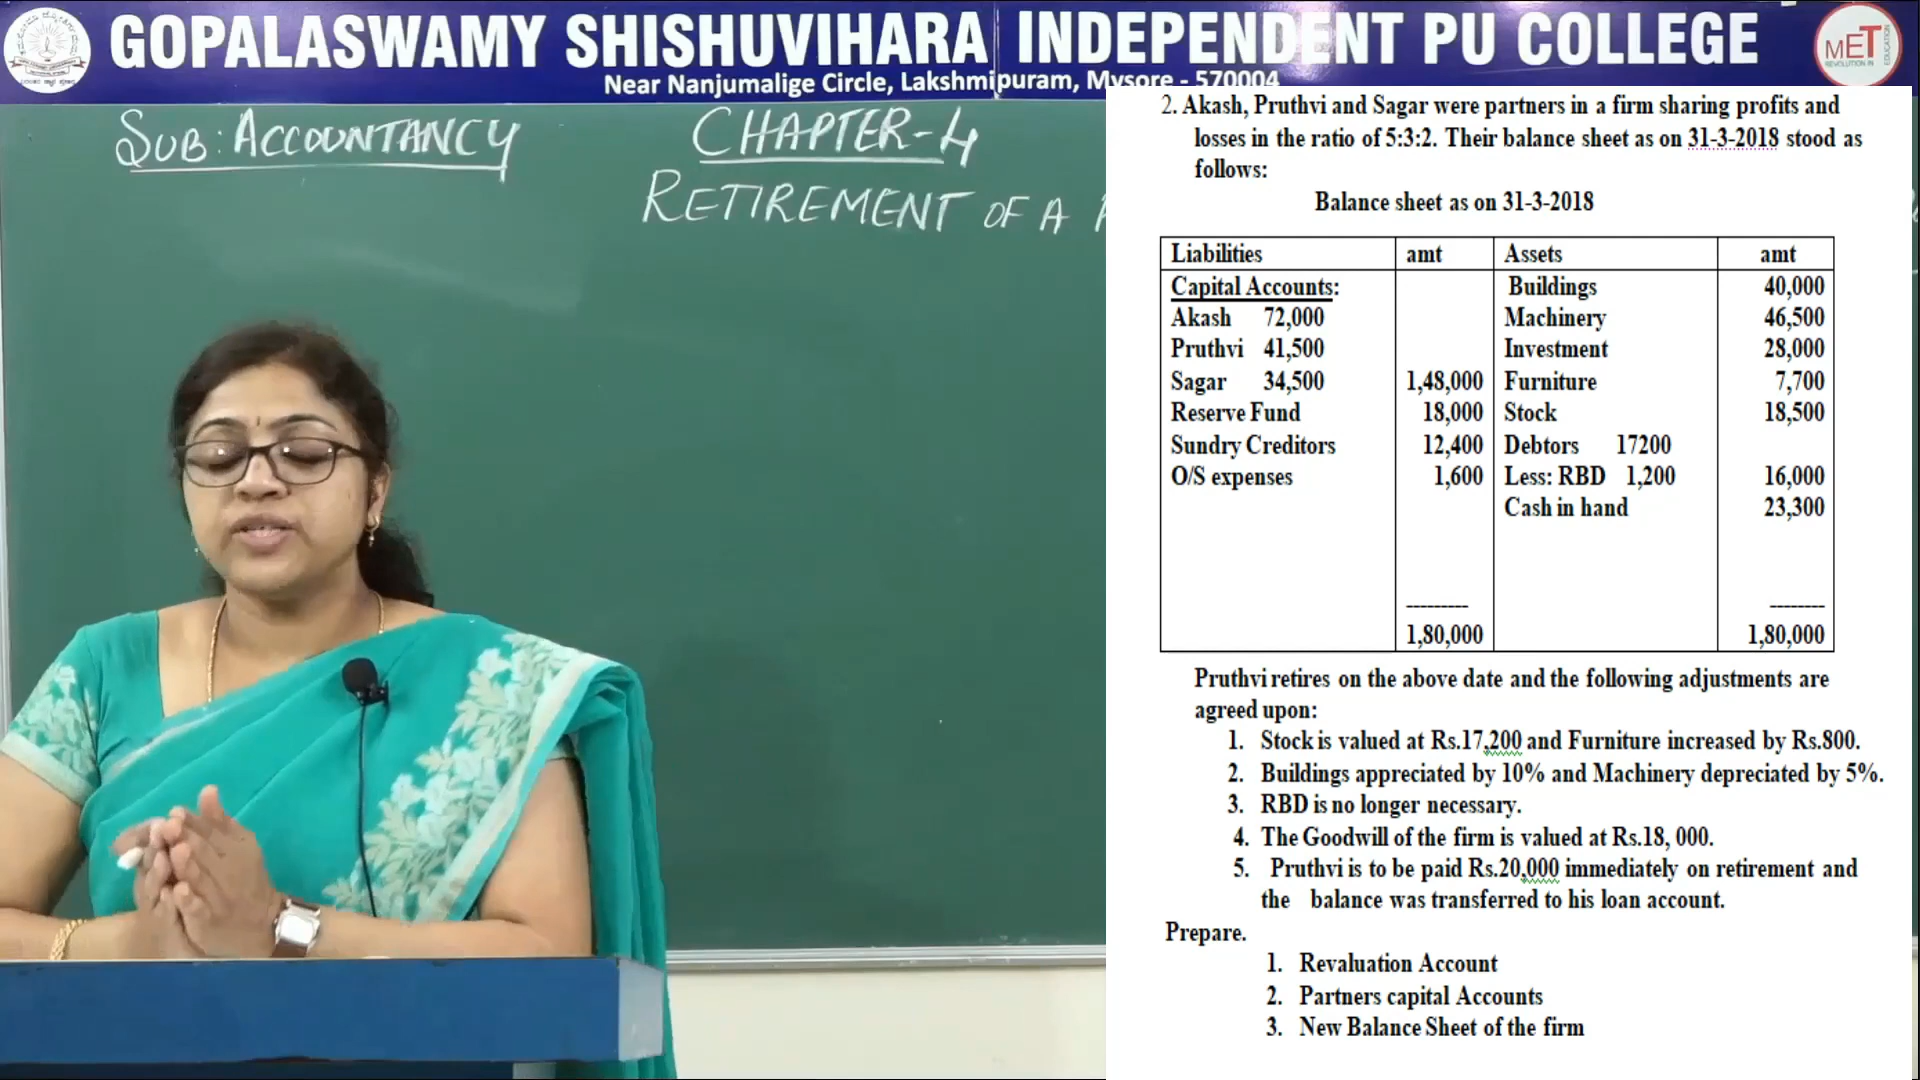 GOPALASWAMY SHISHUVIHARA INDEPENDENT PU COLLEGE
Near Nanjumalige Circle, Lakshmipuram, Mysore - 570004
MET
SUB: ACCOUNTANCY
CHAPTER-4
RETIREMENT OF A
2. Akash, Pruthvi and Sagar were partners in a firm sharing profits and
losses in the ratio of 5:3:2. Their balance sheet as on 31-3-2018 stood as
follows:
Balance sheet as on 31-3-2018
Liabilities amt Assets amt
Capital Accounts: Buildings 40,000
Akash 72,000 Machinery 46,500
Pruthvi 41,500 Investment 28,000
Sagar 34,500 1,48,000 Furniture 7,700
Reserve Fund 18,000 Stock 18,500
Sundry Creditors 12,400 Debtors 17200
O/S expenses 1,600 Less: RBD 1,200 16,000
Cash in hand 23,300
--------- --------
1,80,000 1,80,000
Pruthvi retires on the above date and the following adjustments are
agreed upon:
1. Stock is valued at Rs.17,200 and Furniture increased by Rs.800.
2. Buildings appreciated by 10% and Machinery depreciated by 5%.
3. RBD is no longer necessary.
4. The Goodwill of the firm is valued at Rs.18, 000.
5. Pruthvi is to be paid Rs.20,000 immediately on retirement and
the balance was transferred to his loan account.
Prepare.
1. Revaluation Account
2. Partners capital Accounts
3. New Balance Sheet of the firm